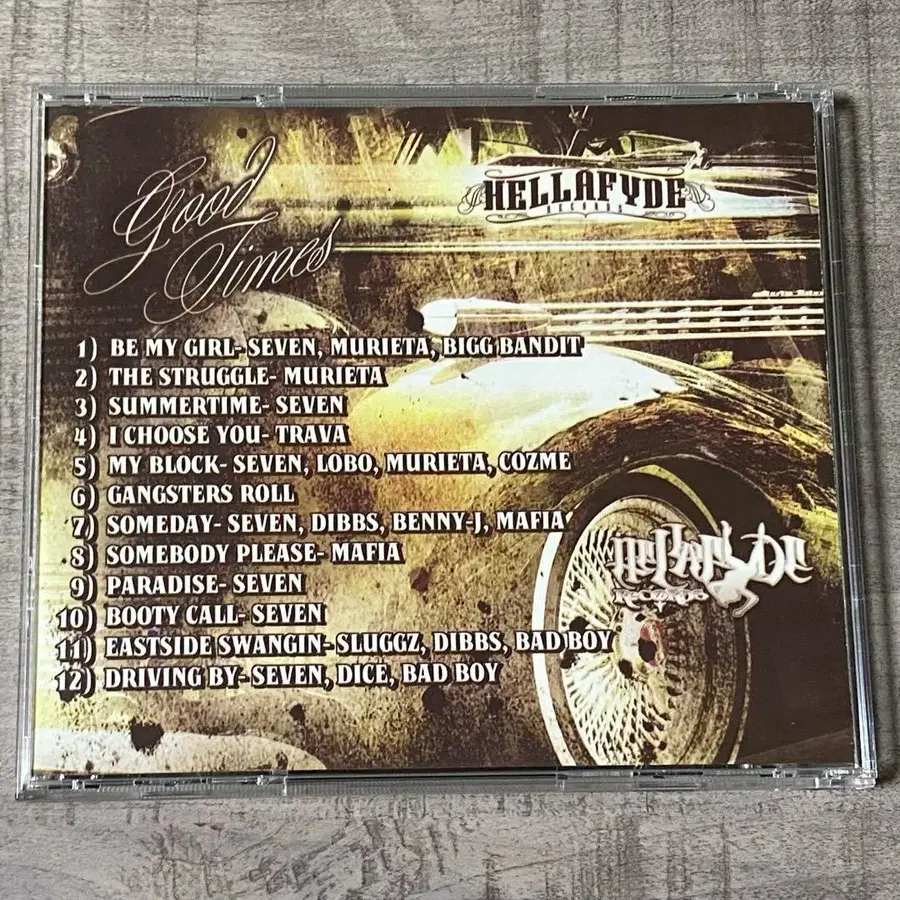 Good
Times
HELLAFYDE
RECORDS
1) BE MY GIRL- SEVEN, MURIETA, BIGG BANDIT
2) THE STRUGGLE- MURIETA
3) SUMMERTIME- SEVEN
4) I CHOOSE YOU- TRAVA
5) MY BLOCK- SEVEN, LOBO, MURIETA, COZME
6) GANGSTERS ROLL
7) SOMEDAY- SEVEN, DIBBS, BENNY-J, MAFIA
8) SOMEBODY PLEASE- MAFIA
9) PARADISE- SEVEN
10) BOOTY CALL- SEVEN
11) EASTSIDE SWANGIN- SLUGGZ, DIBBS, BAD BOY
12) DRIVING BY- SEVEN, DICE, BAD BOY
HELLAFYDE
RECORDS